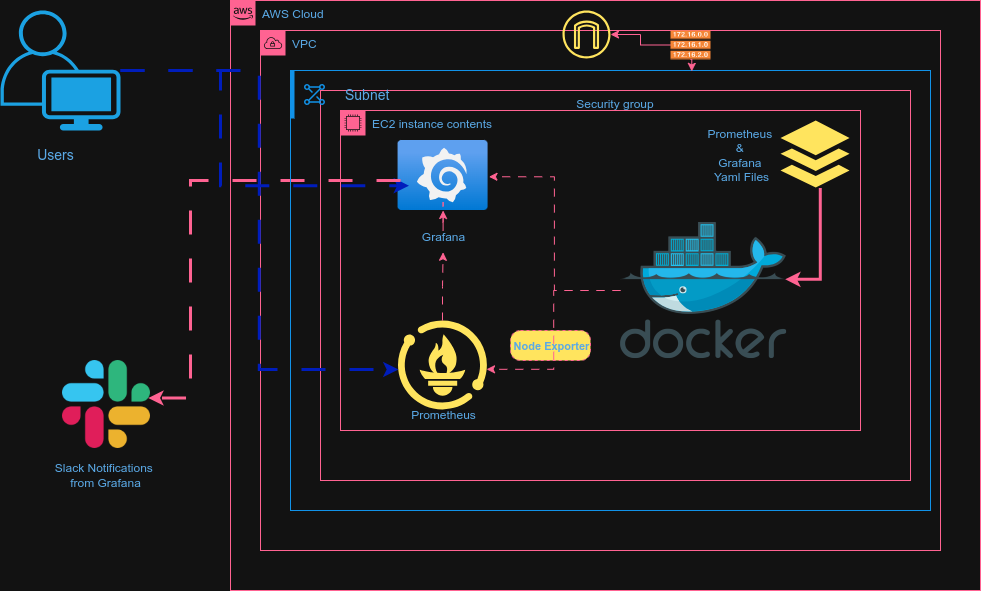 aws
AWS Cloud
VPC
172.16.0.0
172.16.1.0
172.16.2.0
Subnet
Security group
EC2 instance contents
Prometheus
&
Grafana
Yaml Files
Users
Grafana
docker
Node Exporter
Prometheus
Slack Notifications
from Grafana